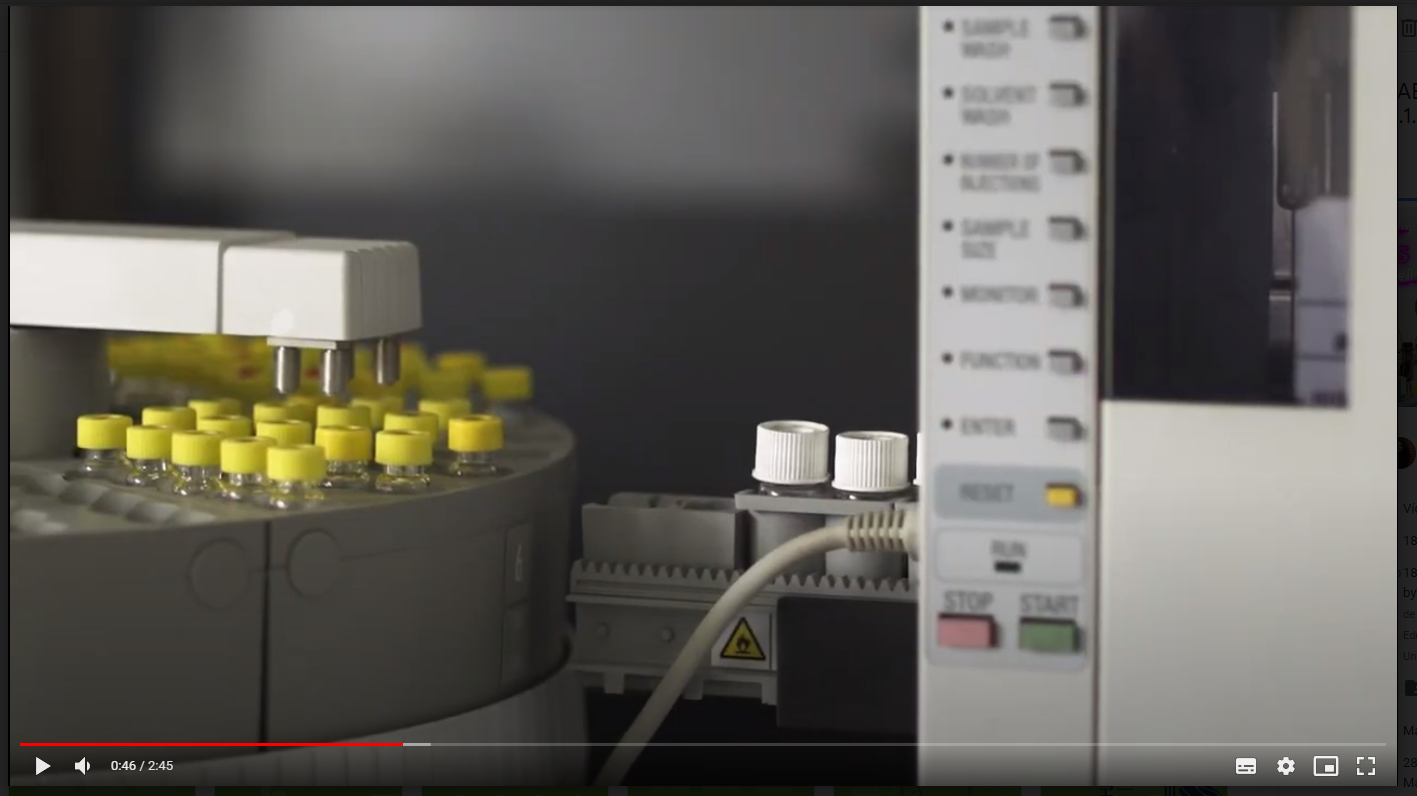 SAMPLE
WASH
SOLVENT
WASH
NUMBER OF
INJECTIONS
SAMPLE
SIZE
MONITOR
FUNCTION
ENTER
RESET
RUN
STOP START
6
0:46 / 2:45